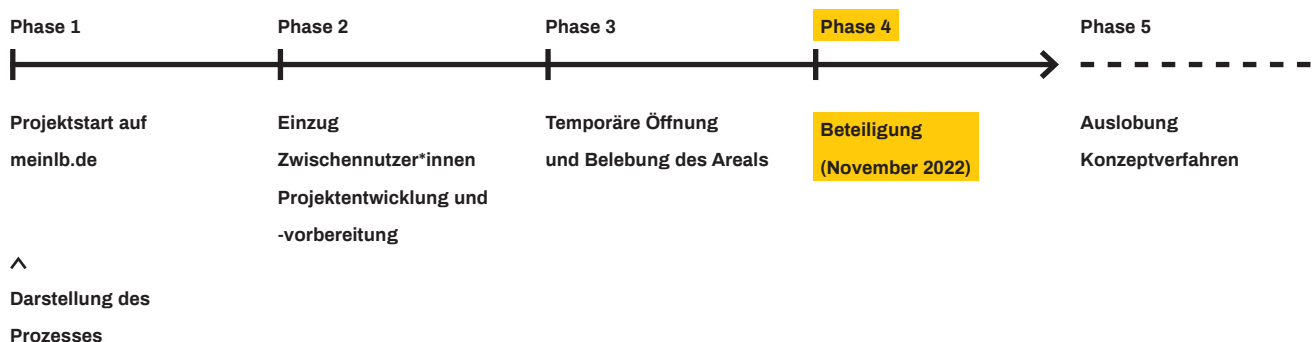 Phase 1
Phase 2
Phase 3
Phase 4
Phase 5
Projektstart auf
meinlb.de
Einzug
Zwischennutzer*innen
Projektentwicklung und
-vorbereitung
Temporäre Öffnung
und Belebung des Areals
Beteiligung
(November 2022)
Auslobung
Konzeptverfahren
Darstellung des
Prozesses